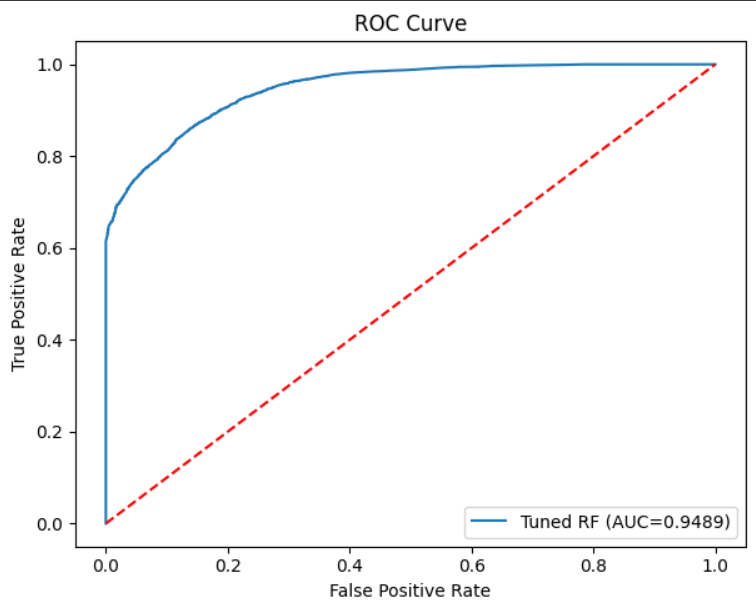 ROC Curve
True Positive Rate
1.0
0.8
0.6
0.4
0.2
0.0
Tuned RF (AUC=0.9489)
0.0 0.2 0.4 0.6 0.8 1.0
False Positive Rate